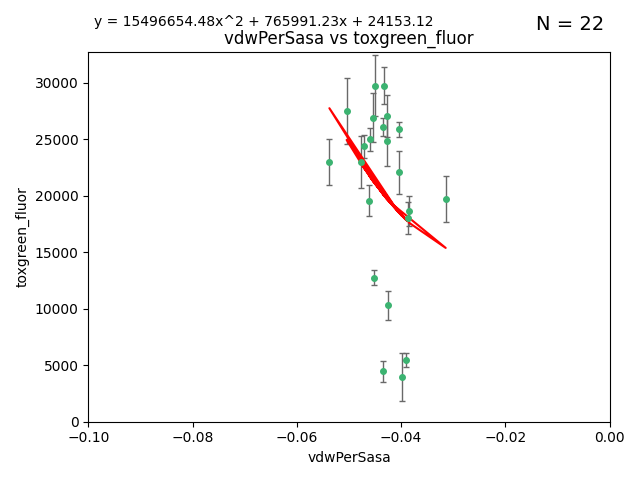 y = 15496654.48x^2 + 765991.23x + 24153.12
N = 22
vdwPerSasa vs toxgreen_fluor
30000
25000
20000
15000
10000
5000
0
toxgreen_fluor
−0.10
−0.08
−0.06
−0.04
−0.02
0.00
vdwPerSasa